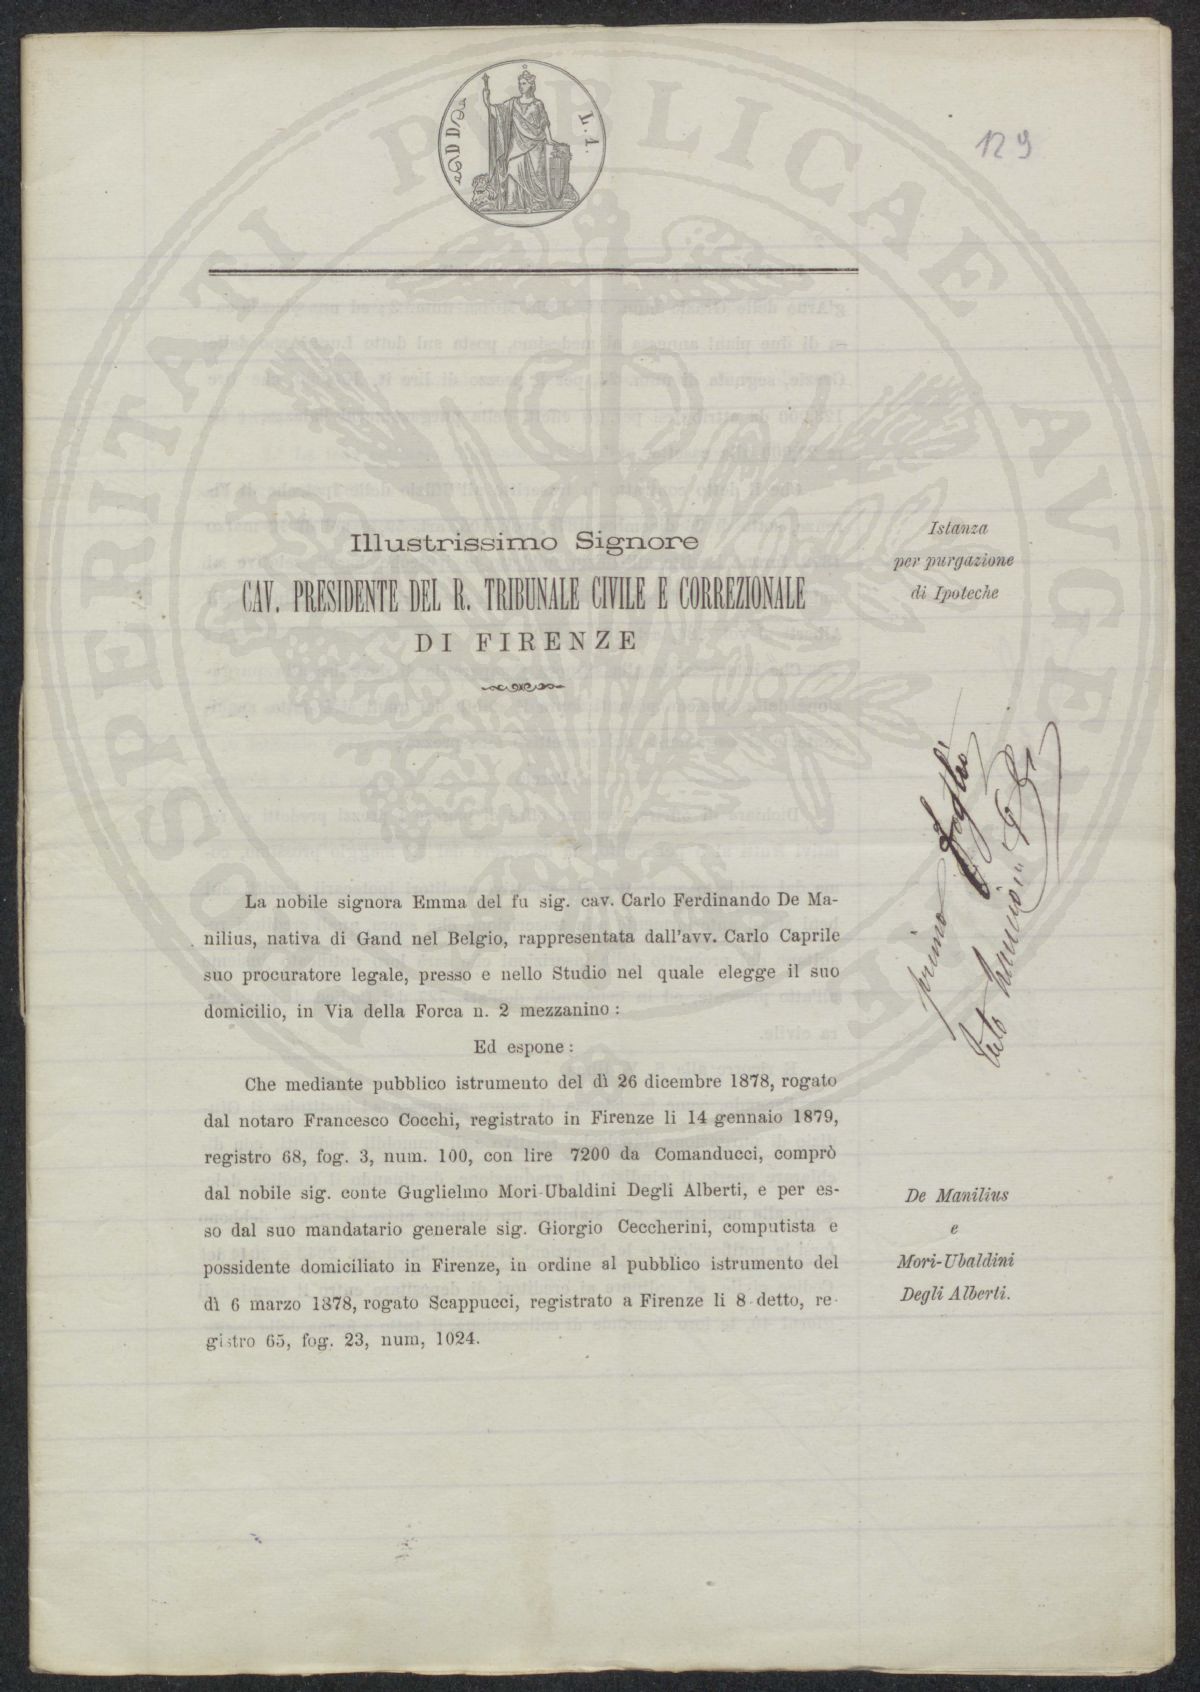 L. 1.
129
Illustrissimo Signore
CAV. PRESIDENTE DEL R. TRIBUNALE CIVILE E CORREZIONALE
DI FIRENZE
Istanza
per purgazione
di Ipoteche
primo foglio
La nobile signora Emma del fu sig. cav. Carlo Ferdinando De Ma-
nilius, nativa di Gand nel Belgio, rappresentata dall'avv. Carlo Caprile
suo procuratore legale, presso e nello Studio nel quale elegge il suo
domicilio, in Via della Forca n. 2 mezzanino:
Ed espone:
Che mediante pubblico istrumento del dì 26 dicembre 1878, rogato
dal notaro Francesco Cocchi, registrato in Firenze li 14 gennaio 1879,
registro 68, fog. 3, num. 100, con lire 7200 da Comanducci, comprò
dal nobile sig. conte Guglielmo Mori-Ubaldini Degli Alberti, e per es-
so dal suo mandatario generale sig. Giorgio Ceccherini, computista e
possidente domiciliato in Firenze, in ordine al pubblico istrumento del
dì 6 marzo 1878, rogato Scappucci, registrato a Firenze li 8 detto, re-
gistro 65, fog. 23, num, 1024.
De Manilius
e
Mori-Ubaldini
Degli Alberti.
PROSPERITATI PUBLICAE AVGENDAE